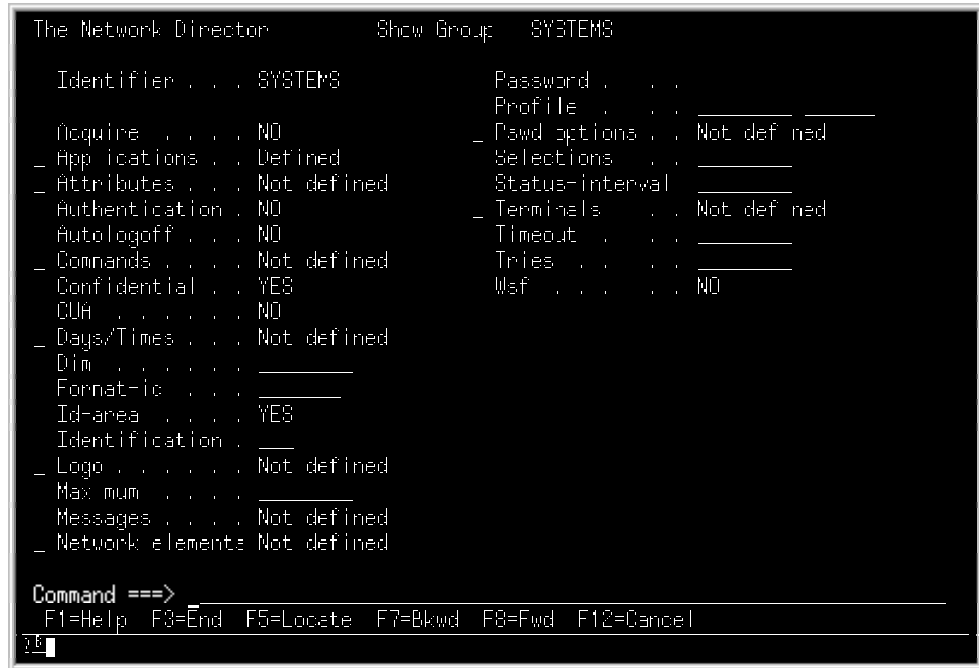 The Network Director Show Group SYSTEMS
Identifier . . . SYSTEMS Password . . .
Profile . . . ________ ______
Acquire . . . . NO _ Pswd options . . Not defined
_ Applications . . Defined Selections . . ________
_ Attributes . . . Not defined Status-interval ________
Authentication . NO _ Terminals . . Not defined
Autologoff . . . NO Timeout . . . ________
_ Commands . . . . Not defined Tries . . . . ________
Confidential . . YES Wsf . . . . . NO
CUA . . . . . . NO
_ Days/Times . . . Not defined
Dim . . . . . . ________
Format-id . . . _______
Id-area . . . . YES
Identification . ___
_ Logo . . . . . . Not defined
Maximum . . . . ________
Messages . . . . Not defined
_ Network elements Not defined
Command ===> _
F1=Help F3=End F5=Locate F7=Bkwd F8=Fwd F12=Cancel